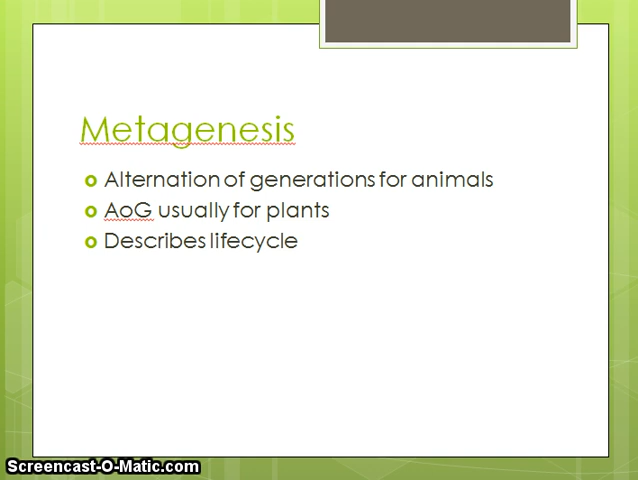 Metagenesis
Alternation of generations for animals
AoG usually for plants
Describes lifecycle
Screencast-O-Matic.com